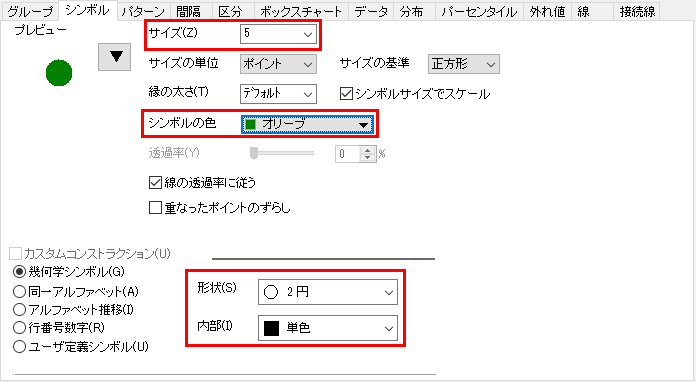 グループ シンボル パターン 間隔 区分 ボックスチャート データ 分布 パーセンタイル 外れ値 線 接続線
プレビュー
サイズ(Z) 5
サイズの単位 ポイント サイズの基準 正方形
縁の太さ(T) デフォルト シンボルサイズでスケール
シンボルの色 オリーブ
透過率(Y) 0 %
線の透過率に従う
重なったポイントのずらし
カスタムコンストラクション(U)
幾何学シンボル(G)
同一アルファベット(A)
アルファベット推移(I)
行番号数字(R)
ユーザ定義シンボル(U)
形状(S) 2 円
内部(I) 単色